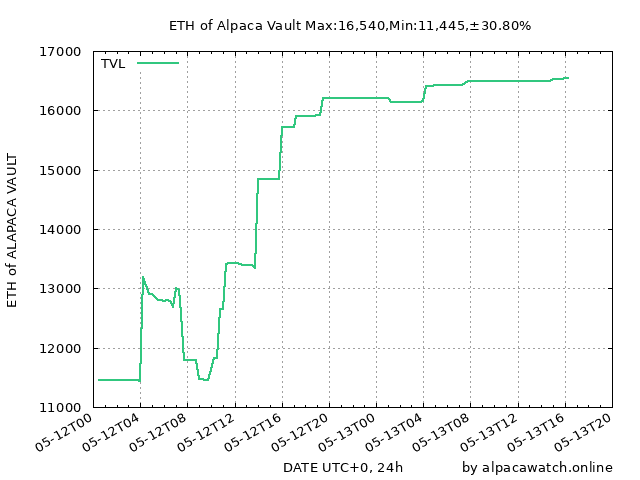 ETH of Alpaca Vault Max:16,540,Min:11,445,±30.80%
17000
TVL
16000
15000
14000
13000
12000
11000
ETH of ALAPACA VAULT
05-12T00
05-12T04
05-12T08
05-12T12
05-12T16
05-12T20
05-13T00
05-13T04
05-13T08
05-13T12
05-13T16
05-13T20
DATE UTC+0, 24h
by alpacawatch.online